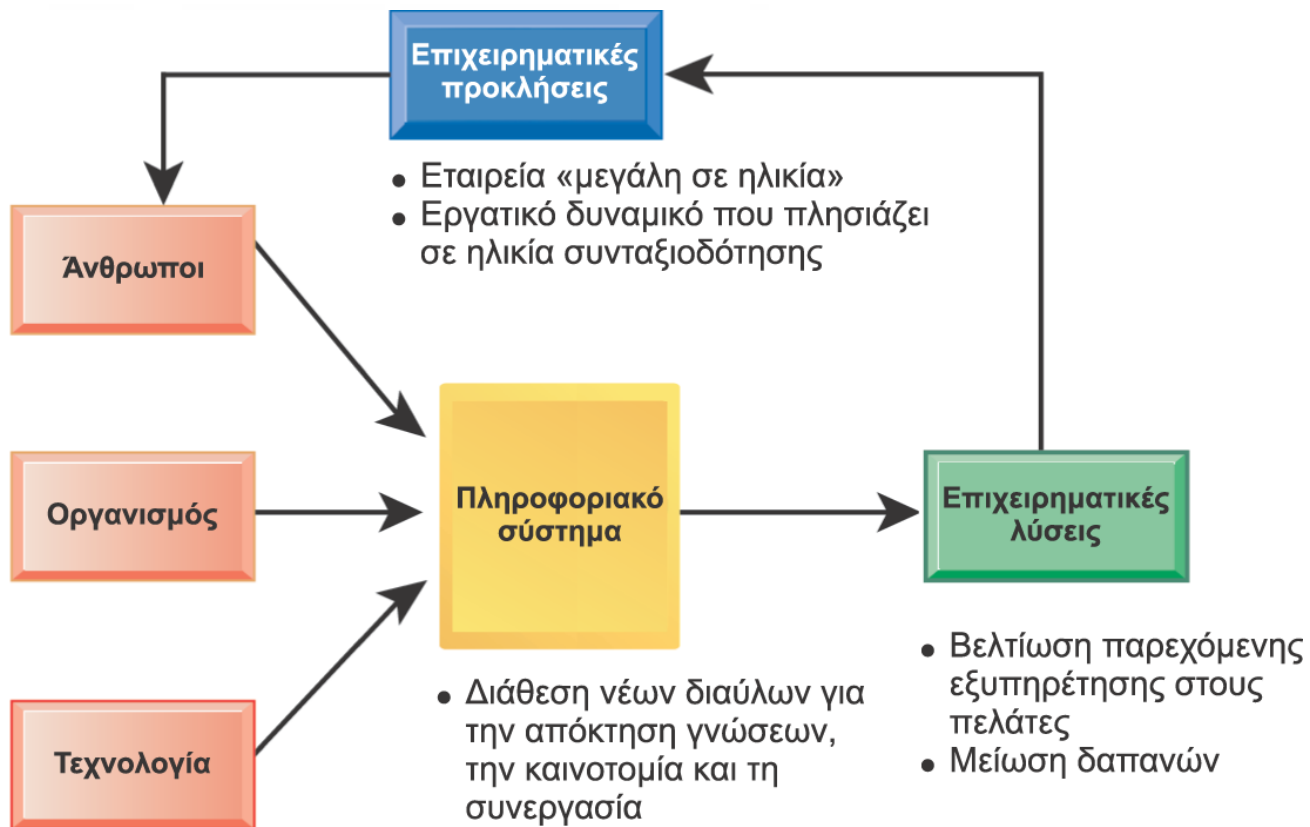 Επιχειρηματικές
προκλήσεις
• Εταιρεία «μεγάλη σε ηλικία»
• Εργατικό δυναμικό που πλησιάζει
σε ηλικία συνταξιοδότησης
Άνθρωποι
Οργανισμός
Τεχνολογία
Πληροφοριακό
σύστημα
• Διάθεση νέων διαύλων για
την απόκτηση γνώσεων,
την καινοτομία και τη
συνεργασία
Επιχειρηματικές
λύσεις
• Βελτίωση παρεχόμενης
εξυπηρέτησης στους
πελάτες
• Μείωση δαπανών